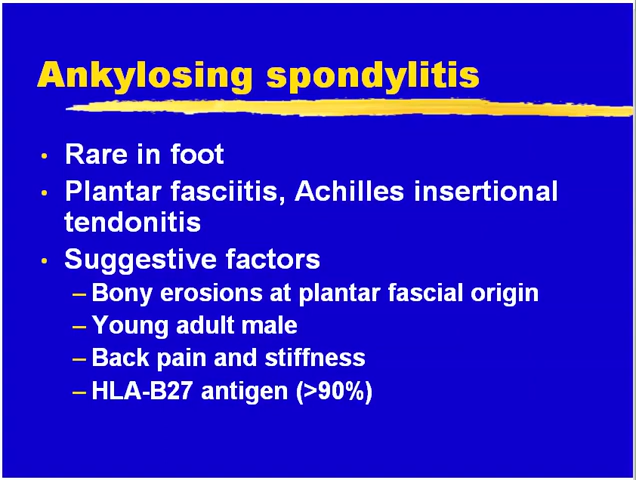 Ankylosing spondylitis
• Rare in foot
• Plantar fasciitis, Achilles insertional
tendonitis
• Suggestive factors
– Bony erosions at plantar fascial origin
– Young adult male
– Back pain and stiffness
– HLA-B27 antigen (>90%)